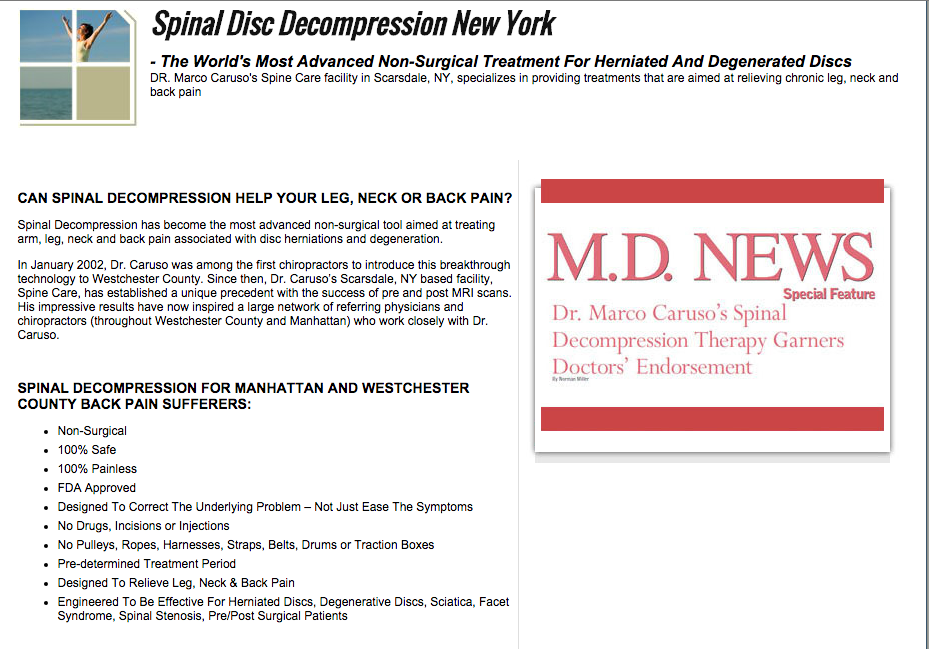 Spinal Disc Decompression New York
- The World's Most Advanced Non-Surgical Treatment For Herniated And Degenerated Discs
DR. Marco Caruso's Spine Care facility in Scarsdale, NY, specializes in providing treatments that are aimed at relieving chronic leg, neck and
back pain
CAN SPINAL DECOMPRESSION HELP YOUR LEG, NECK OR BACK PAIN?
Spinal Decompression has become the most advanced non-surgical tool aimed at treating
arm, leg, neck and back pain associated with disc herniations and degeneration.
In January 2002, Dr. Caruso was among the first chiropractors to introduce this breakthrough
technology to Westchester County. Since then, Dr. Caruso's Scarsdale, NY based facility,
Spine Care, has established a unique precedent with the success of pre and post MRI scans.
His impressive results have now inspired a large network of referring physicians and
chiropractors (throughout Westchester County and Manhattan) who work closely with Dr.
Caruso.
SPINAL DECOMPRESSION FOR MANHATTAN AND WESTCHESTER
COUNTY BACK PAIN SUFFERERS:
• Non-Surgical
• 100% Safe
• 100% Painless
• FDA Approved
• Designed To Correct The Underlying Problem – Not Just Ease The Symptoms
• No Drugs, Incisions or Injections
• No Pulleys, Ropes, Harnesses, Straps, Belts, Drums or Traction Boxes
• Pre-determined Treatment Period
• Designed To Relieve Leg, Neck & Back Pain
• Engineered To Be Effective For Herniated Discs, Degenerative Discs, Sciatica, Facet
Syndrome, Spinal Stenosis, Pre/Post Surgical Patients
M.D. NEWS
Special Feature
Dr. Marco Caruso's Spinal
Decompression Therapy Garners
Doctors' Endorsement
By Norman Miller